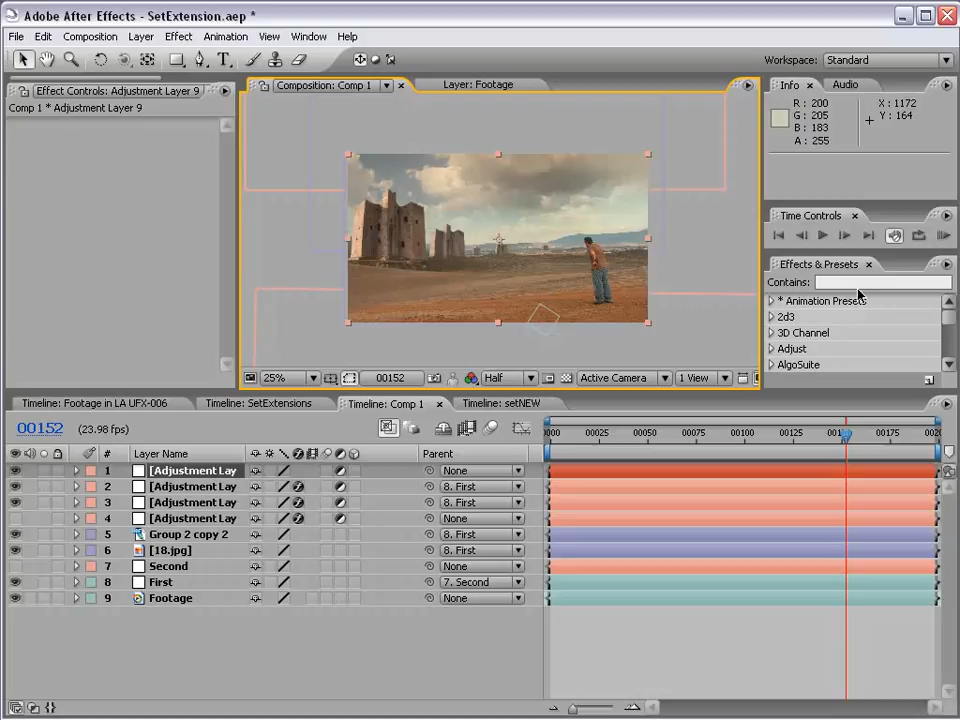 Adobe After Effects - SetExtension.aep *
File Edit Composition Layer Effect Animation View Window Help
Workspace: Standard
Effect Controls: Adjustment Layer 9
Comp 1 * Adjustment Layer 9
Composition: Comp 1
Layer: Footage
25%
00152
Half
Active Camera
1 View
Info
Audio
R : 200
G : 205
B : 183
A : 255
X : 1172
Y : 164
Time Controls
Effects & Presets
Contains:
* Animation Presets
2d3
3D Channel
Adjust
AlgoSuite
Timeline: Footage in LA UFX-006
Timeline: SetExtensions
Timeline: Comp 1
Timeline: setNEW
00152
(23.98 fps)
00025 00050 00075 00100 00125 00175
# Layer Name Parent
1 [Adjustment Lay None
2 [Adjustment Lay 8. First
3 [Adjustment Lay 8. First
4 [Adjustment Lay None
5 Group 2 copy 2 8. First
6 [18.jpg] 8. First
7 Second None
8 First 7. Second
9 Footage None